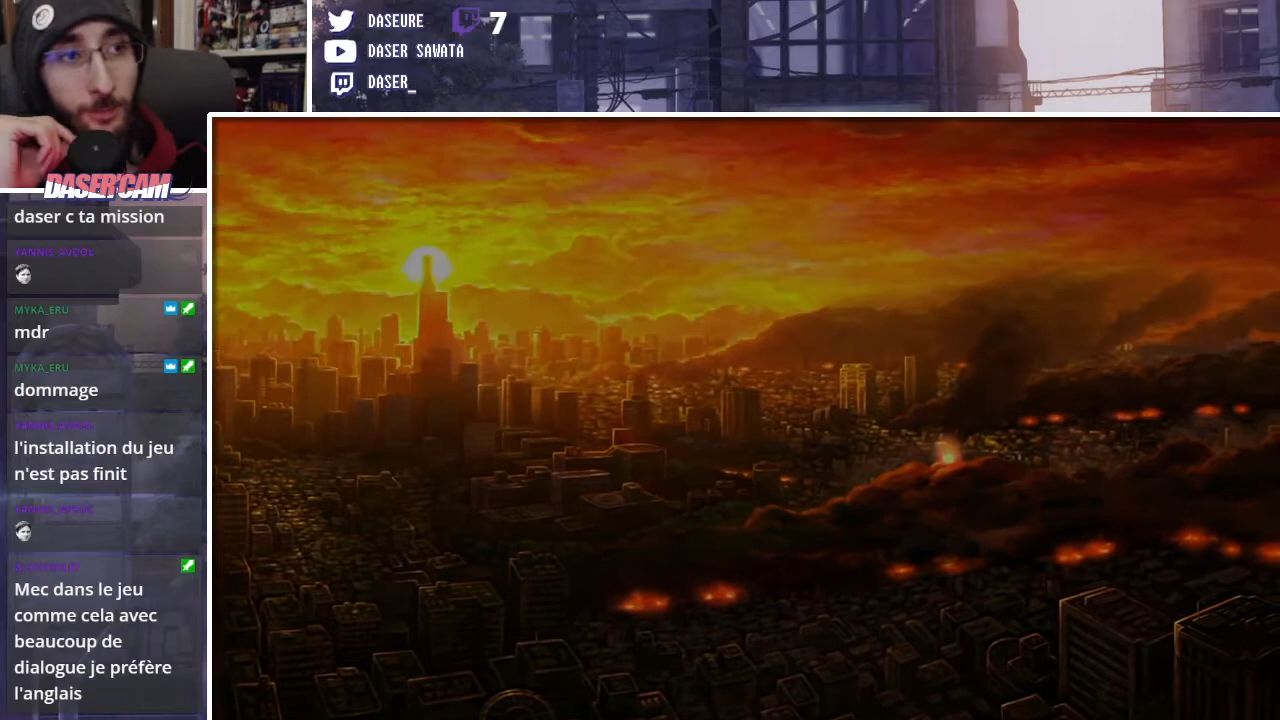 DASEURE
7
DASER SAWATA
DASER_
DASER'CAM
daser c ta mission
MYKA_ERU
mdr
MYKA_ERU
dommage
l'installation du jeu
n'est pas finit
Mec dans le jeu
comme cela avec
beaucoup de
dialogue je préfère
l'anglais